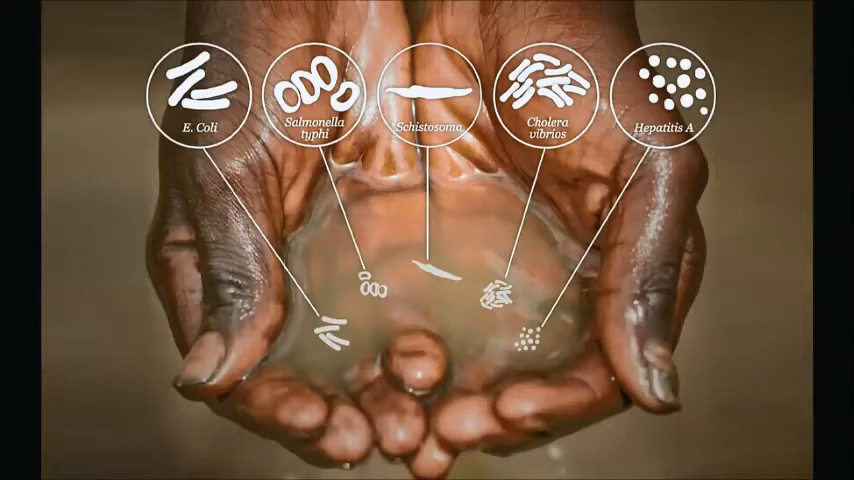 E. Coli
Salmonella
typhi
Schistosoma
Cholera
vibrios
Hepatitis A